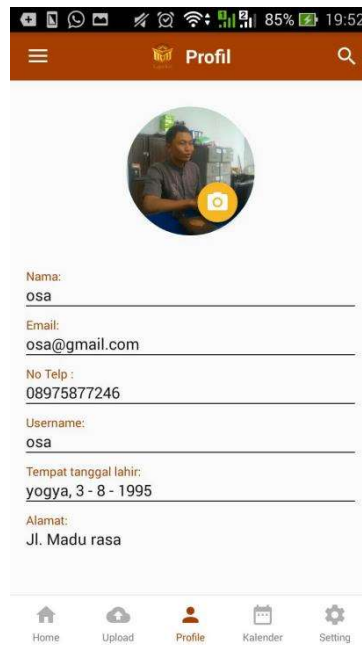 85% 19:52
Profil
Nama:
osa
Email:
osa@gmail.com
No Telp :
08975877246
Username:
osa
Tempat tanggal lahir:
yogya, 3 - 8 - 1995
Alamat:
Jl. Madu rasa
Home Upload Profile Kalender Setting